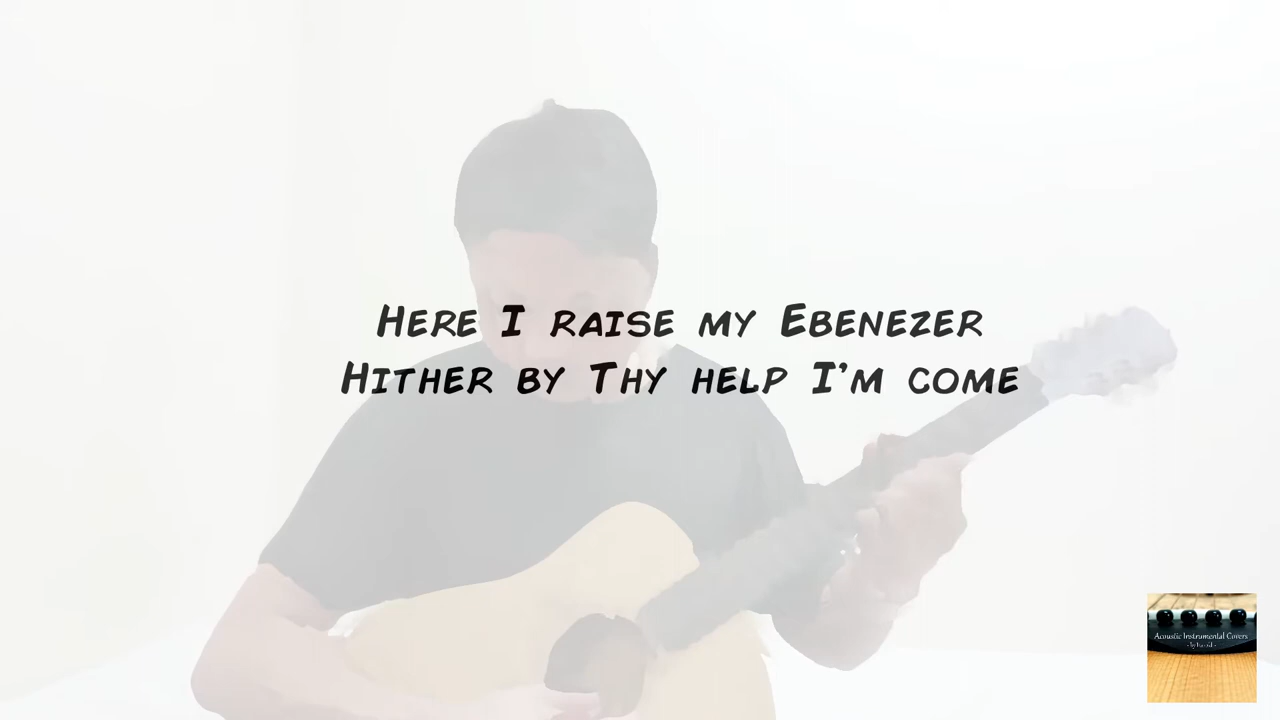 Here I raise my Ebenezer
Hither by Thy help I'm come
Acoustic Instrumental Covers